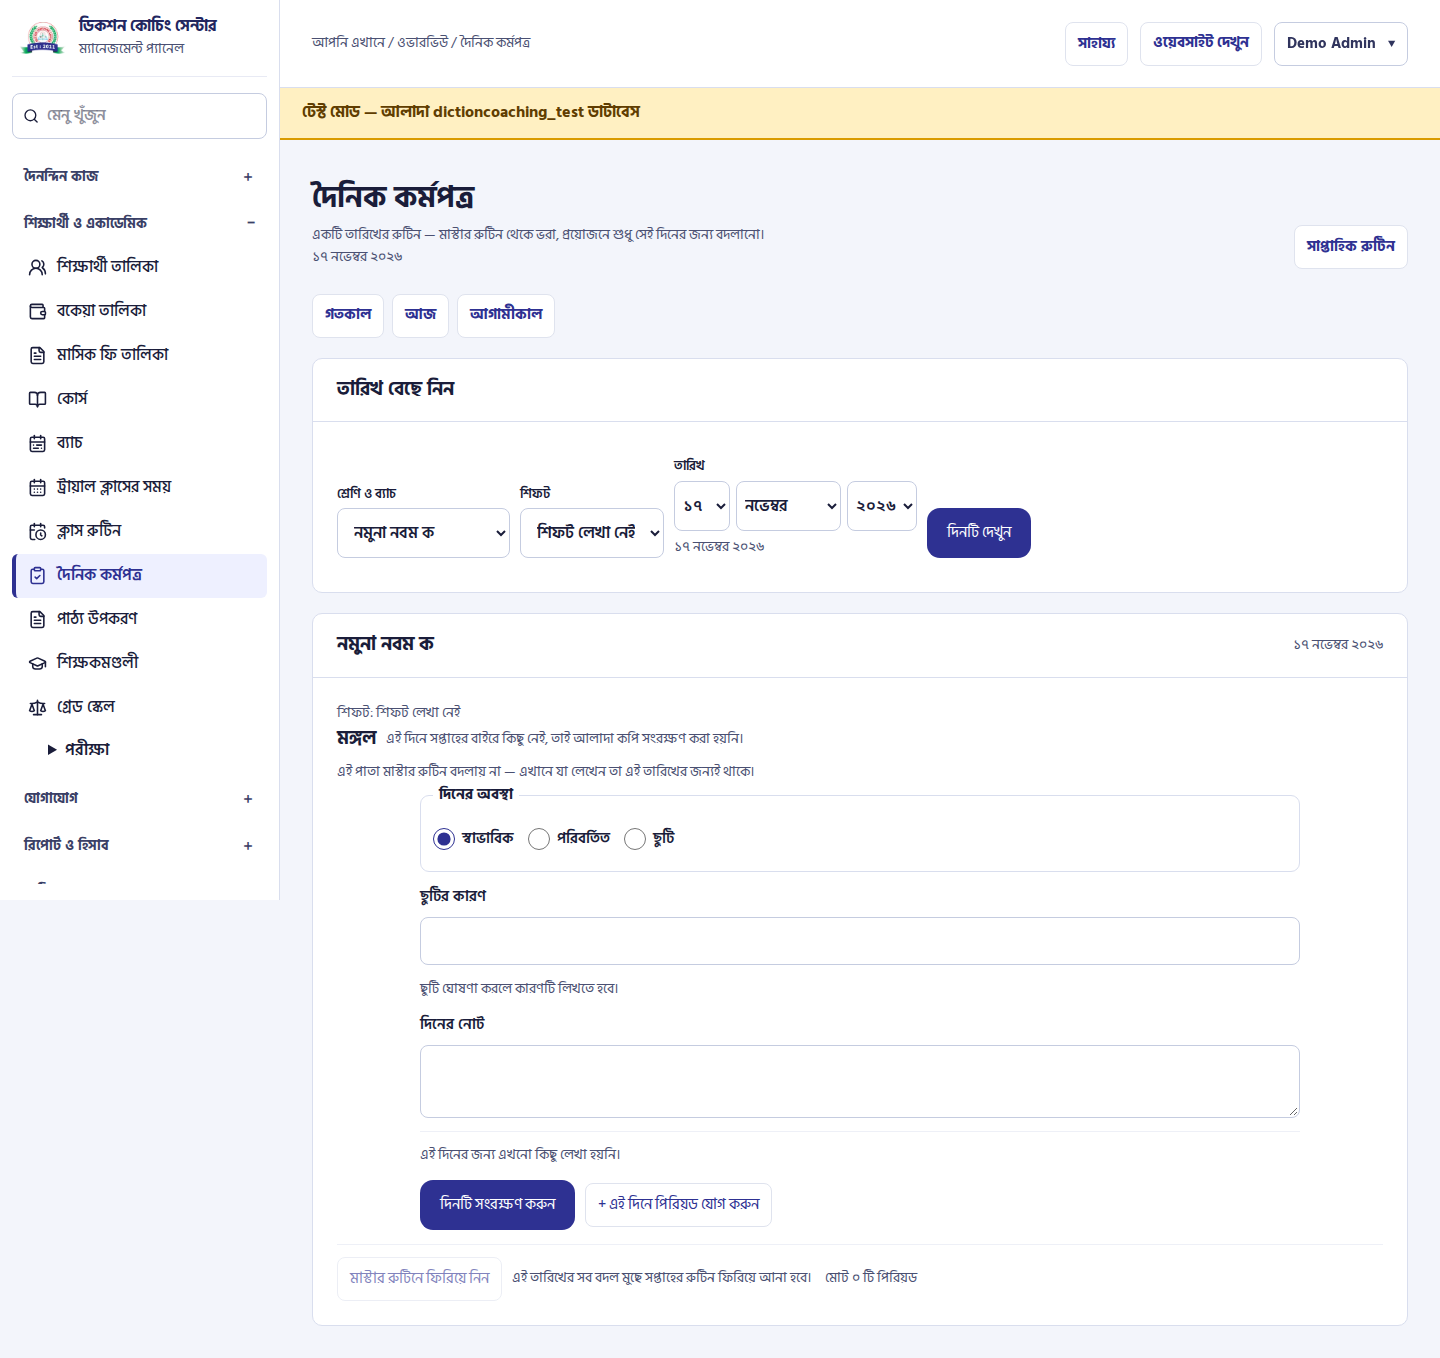 ডিকশন কোচিং সেন্টার
ম্যানেজমেন্ট প্যানেল
Est : 2011
মেনু খুঁজুন
দৈনন্দিন কাজ +
শিক্ষার্থী ও একাডেমিক −
শিক্ষার্থী তালিকা
বকেয়া তালিকা
মাসিক ফি তালিকা
কোর্স
ব্যাচ
ট্রায়াল ক্লাসের সময়
ক্লাস রুটিন
দৈনিক কর্মপত্র
পাঠ্য উপকরণ
শিক্ষকমণ্ডলী
গ্রেড স্কেল
পরীক্ষা
যোগাযোগ +
রিপোর্ট ও হিসাব +
আপনি এখানে / ওভারভিউ / দৈনিক কর্মপত্র
সাহায্য
ওয়েবসাইট দেখুন
Demo Admin
টেস্ট মোড — আলাদা dictioncoaching_test ডাটাবেস
দৈনিক কর্মপত্র
একটি তারিখের রুটিন — মাস্টার রুটিন থেকে ভরা, প্রয়োজনে শুধু সেই দিনের জন্য বদলানো।
১৭ নভেম্বর ২০২৬
সাপ্তাহিক রুটিন
গতকাল আজ আগামীকাল
তারিখ বেছে নিন
শ্রেণি ও ব্যাচ
নমুনা নবম ক
শিফট
শিফট লেখা নেই
তারিখ
১৭ নভেম্বর ২০২৬
১৭ নভেম্বর ২০২৬
দিনটি দেখুন
নমুনা নবম ক
১৭ নভেম্বর ২০২৬
শিফট: শিফট লেখা নেই
মঙ্গল এই দিনে সপ্তাহের বাইরে কিছু নেই, তাই আলাদা কপি সংরক্ষণ করা হয়নি।
এই পাতা মাস্টার রুটিন বদলায় না — এখানে যা লেখেন তা এই তারিখের জন্যই থাকে।
দিনের অবস্থা
স্বাভাবিক পরিবর্তিত ছুটি
ছুটির কারণ
ছুটি ঘোষণা করলে কারণটি লিখতে হবে।
দিনের নোট
এই দিনের জন্য এখনো কিছু লেখা হয়নি।
দিনটি সংরক্ষণ করুন
+ এই দিনে পিরিয়ড যোগ করুন
মাস্টার রুটিনে ফিরিয়ে নিন
এই তারিখের সব বদল মুছে সপ্তাহের রুটিন ফিরিয়ে আনা হবে।
মোট ০ টি পিরিয়ড